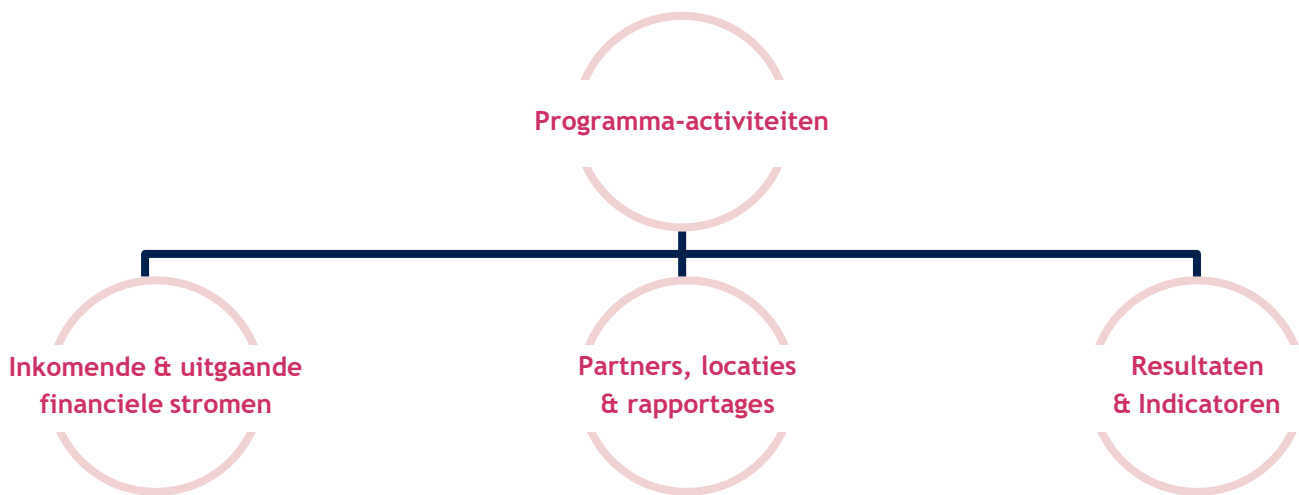 Programma-activiteiten
Inkomende & uitgaande
financiele stromen
Partners, locaties
& rapportages
Resultaten
& Indicatoren